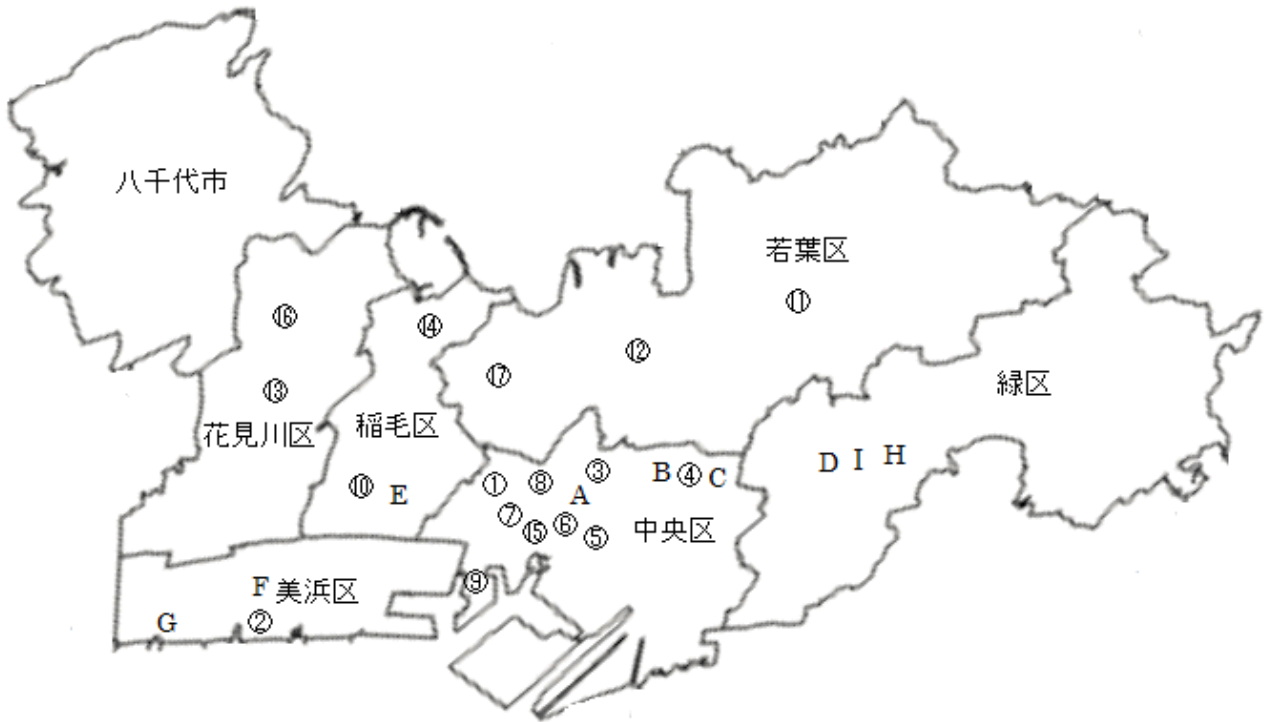 八千代市
若葉区
⑪
⑯
⑭
⑫
⑰
緑区
⑬
花見川区
稲毛区
D I H
⑩ E
① ⑧ ③
B ④ C
A
⑦ ⑮ ⑥ ⑤
中央区
⑨
F 美浜区
G ②